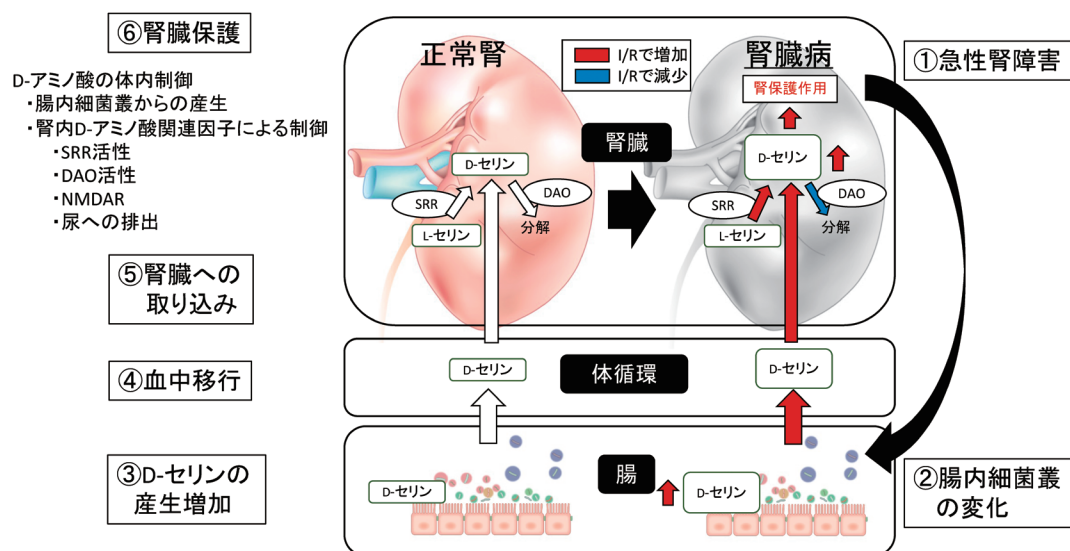 ⑥腎臓保護
D-アミノ酸の体内制御
・腸内細菌叢からの産生
・腎内D-アミノ酸関連因子による制御
・SRR活性
・DAO活性
・NMDAR
・尿への排出
⑤腎臓への
取り込み
④血中移行
③D-セリンの
産生増加
正常腎
I/Rで増加
I/Rで減少
腎臓病
腎保護作用
腎臓
D-セリン
SRR
DAO
L-セリン
分解
D-セリン
SRR
DAO
L-セリン
分解
D-セリン
体循環
D-セリン
D-セリン
腸
D-セリン
①急性腎障害
②腸内細菌叢
の変化